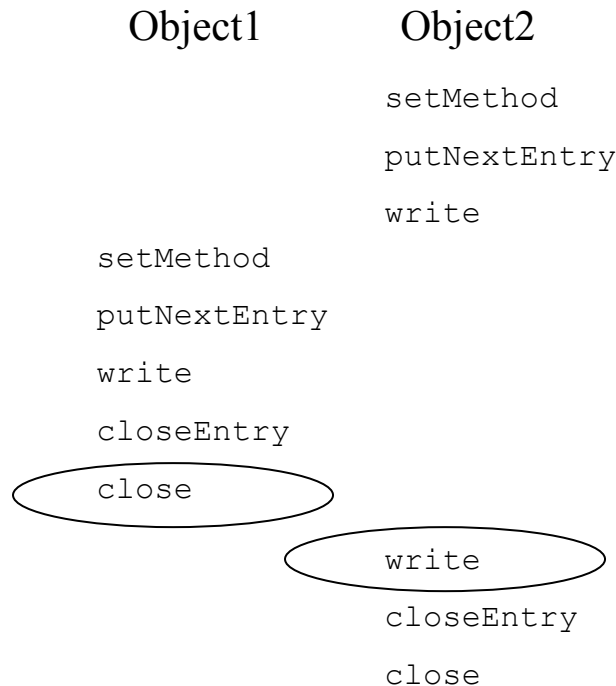 Object1 Object2
setMethod
putNextEntry
write
setMethod
putNextEntry
write
closeEntry
close
write
closeEntry
close